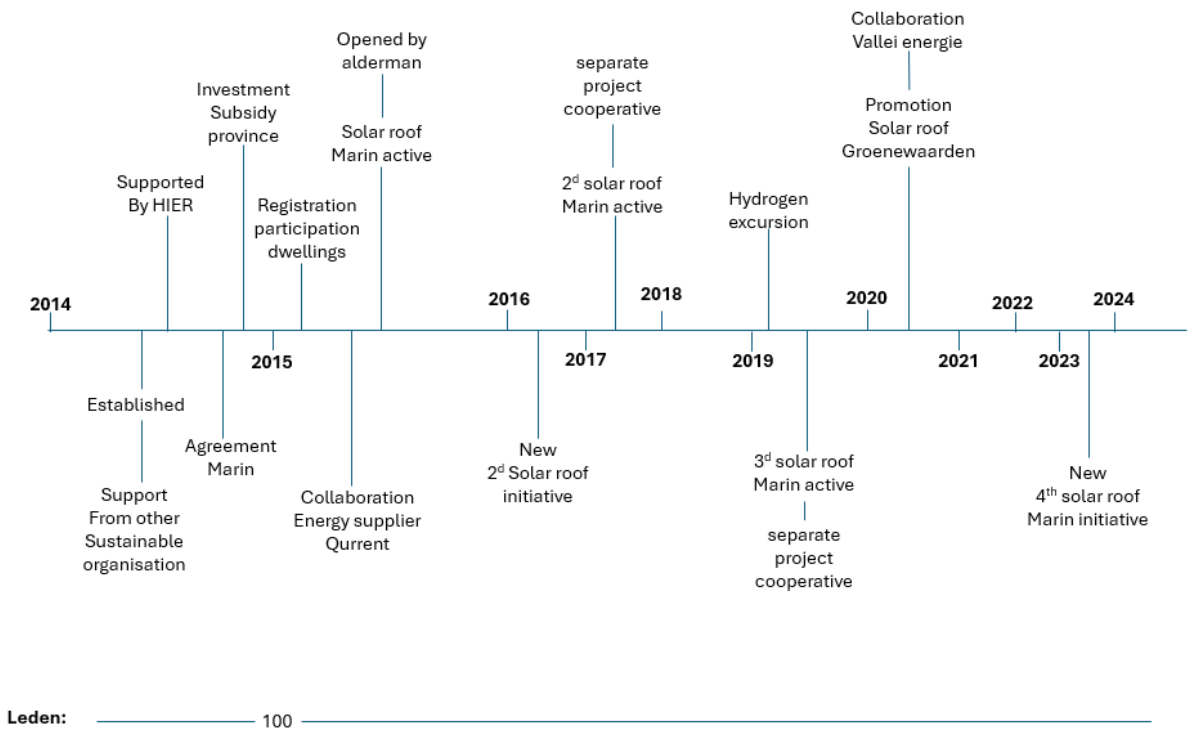 Collaboration
Vallei energie
Opened by
alderman
separate
project
cooperative
Investment
Subsidy
province
Promotion
Solar roof
Groenewaarden
Solar roof
Marin active
Supported
By HIER
2ᵈ solar roof
Marin active
Hydrogen
excursion
Registration
participation
dwellings
2014
2016
2018
2020
2022
2024
2015
2017
2019
2021
2023
Established
Agreement
Marin
New
2ᵈ Solar roof
initiative
3ᵈ solar roof
Marin active
New
4ᵗʰ solar roof
Marin initiative
Support
From other
Sustainable
organisation
Collaboration
Energy supplier
Qurrent
separate
project
cooperative
Leden: 100